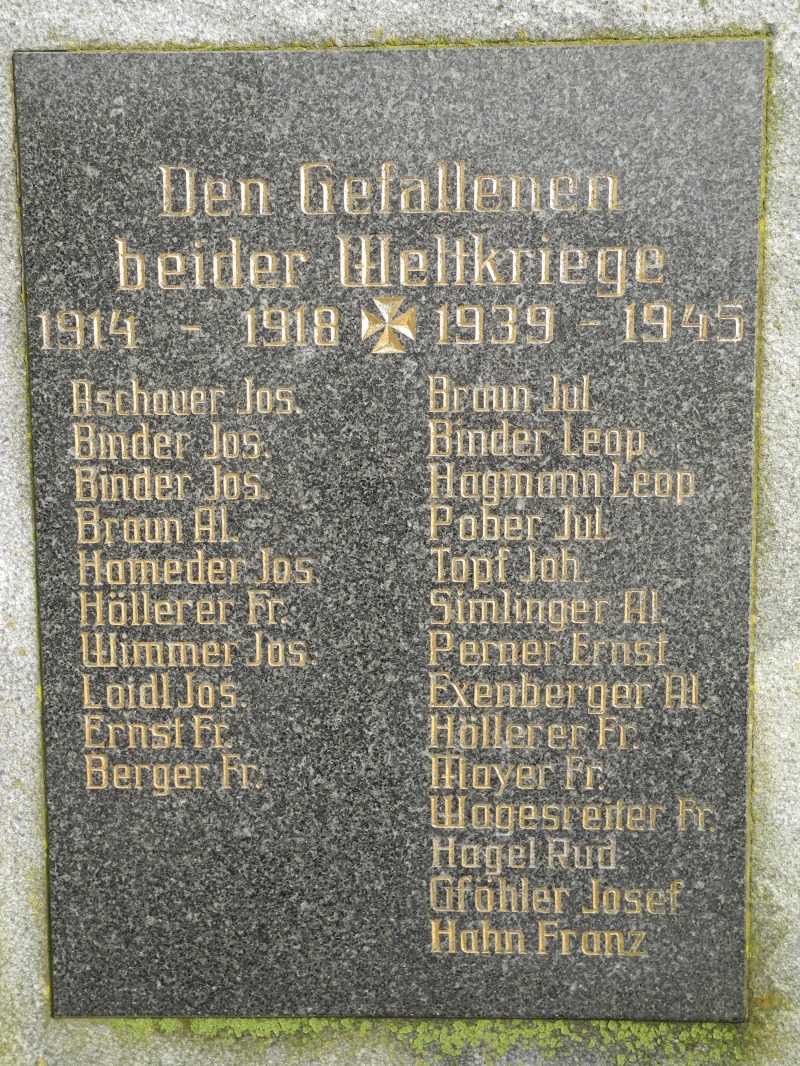 Den Gefallenen
beider Weltkriege
1914 - 1918 1939 - 1945
Aschauer Jos.
Binder Jos.
Binder Jos.
Braun Al.
Hameder Jos.
Höllerer Fr.
Wimmer Jos.
Loidl Jos.
Ernst Fr.
Berger Fr.
Braun Jul.
Binder Leop.
Hagmann Leop
Pober Jul.
Topf Joh.
Simlinger Al.
Perner Ernst
Exenberger Al.
Höllerer Fr.
Mayer Fr.
Wagesreiter Fr.
Hagel Rud.
Gföhler Josef
Hahn Franz